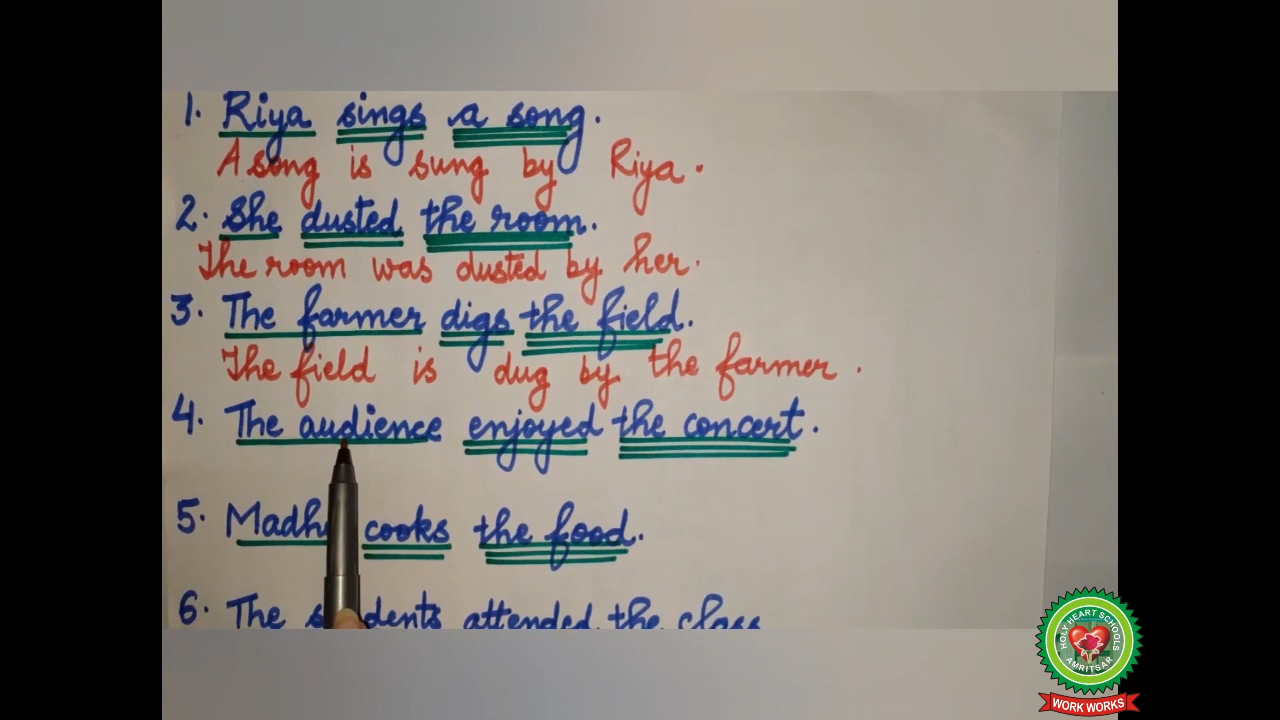 1. Riya sings a song.
A song is sung by Riya.
2. She dusted the room.
The room was dusted by her.
3. The farmer digs the field.
The field is dug by the farmer.
4. The audience enjoyed the concert.
5. cooks the food.
6. The attended the class
HOLY HEART SCHOOLS
AMRITSAR
WORK WORKS